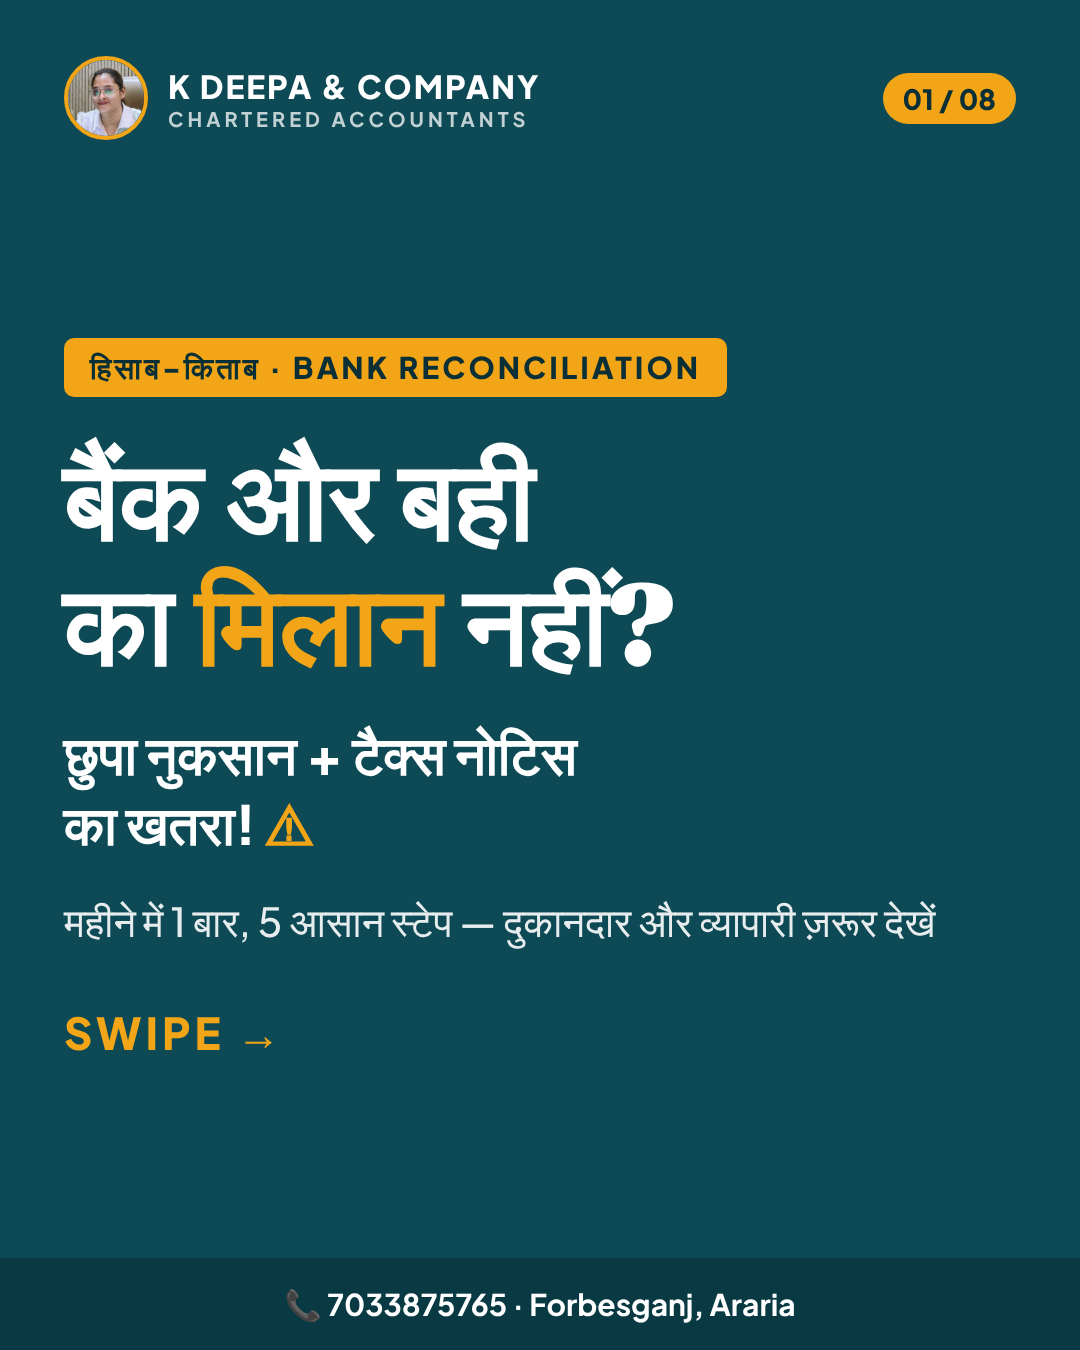 K DEEPA & COMPANY
CHARTERED ACCOUNTANTS
01 / 08
हिसाब-किताब · BANK RECONCILIATION
बैंक और बही
का मिलान नहीं?
छुपा नुकसान + टैक्स नोटिस
का खतरा! ⚠
महीने में 1 बार, 5 आसान स्टेप — दुकानदार और व्यापारी ज़रूर देखें
SWIPE →
📞 7033875765 · Forbesganj, Araria